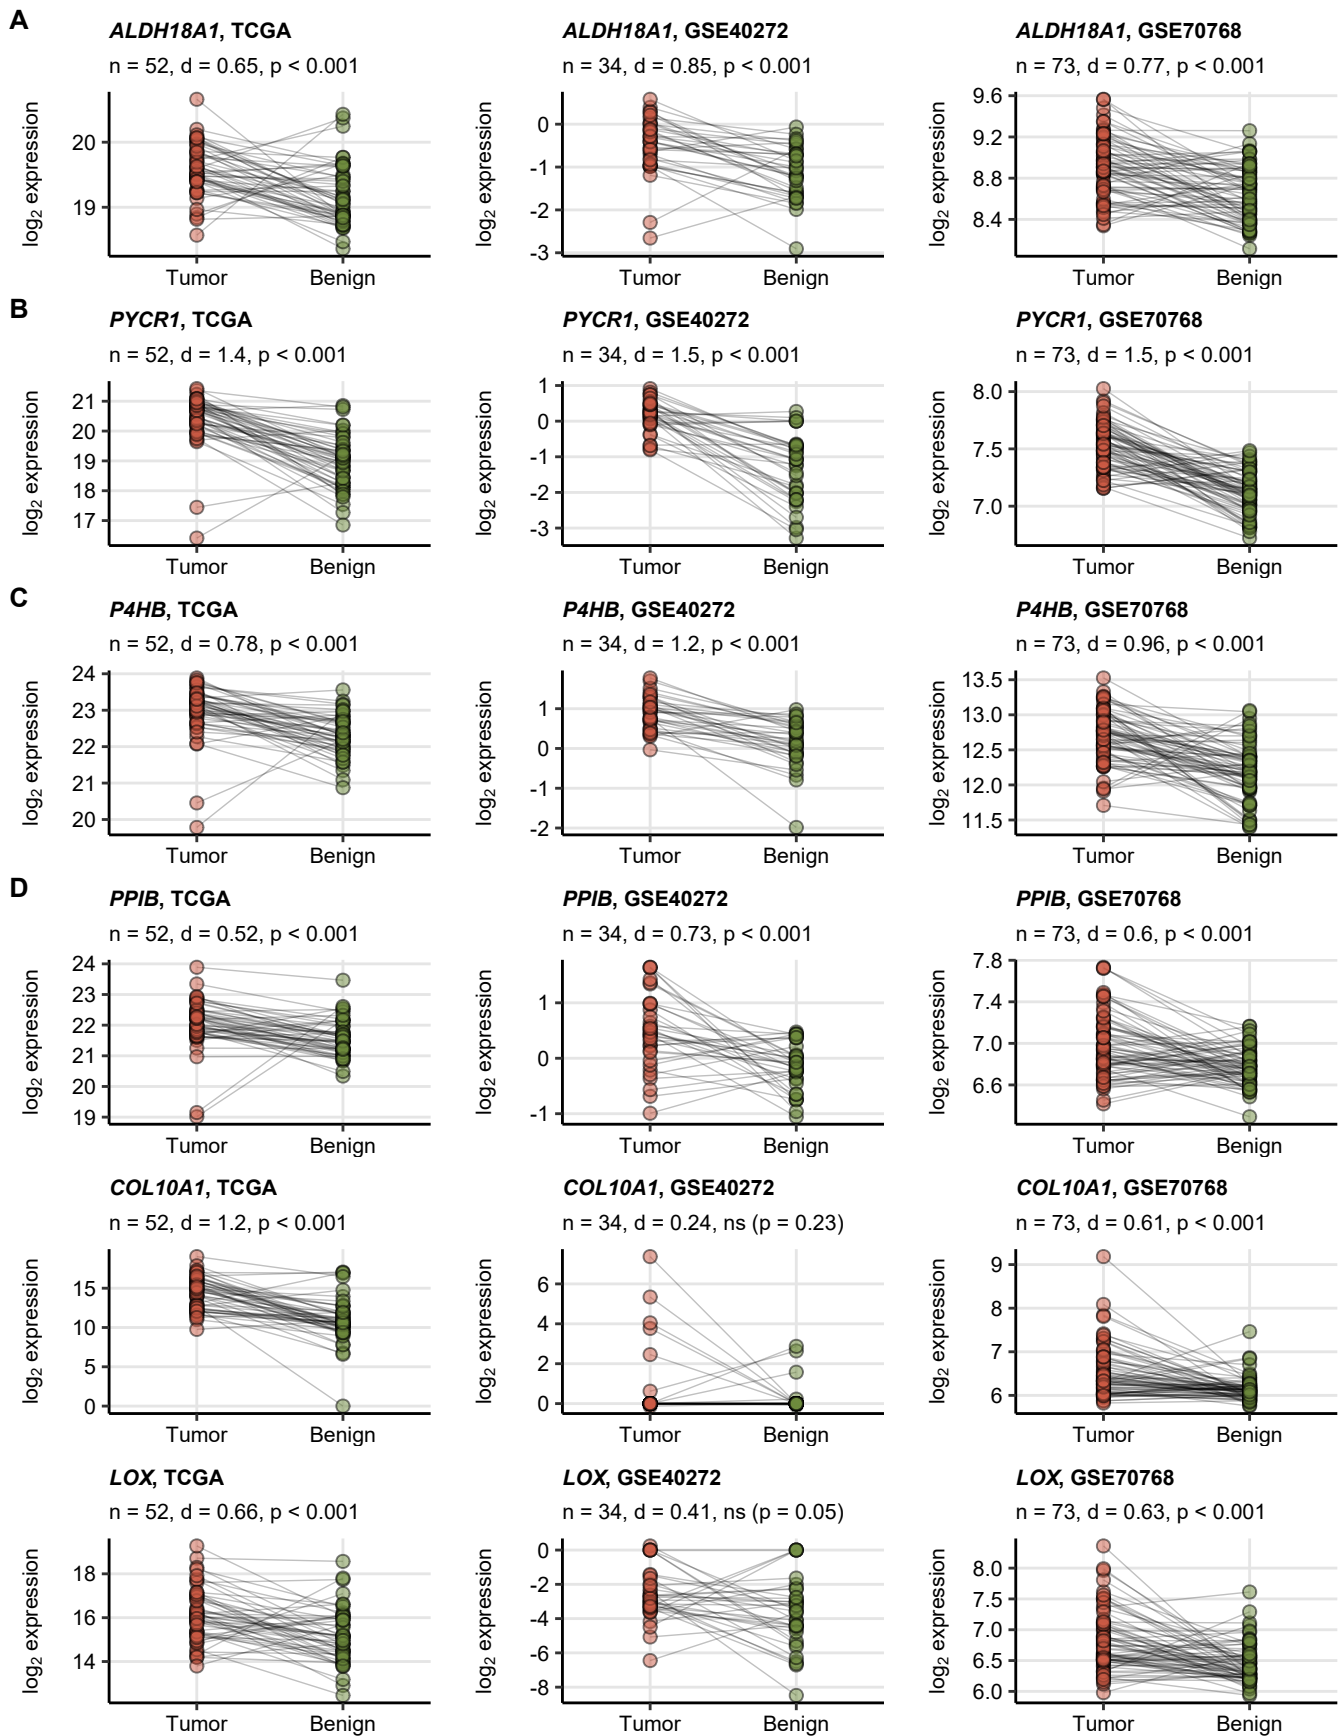 A
ALDH18A1, TCGA
n = 52, d = 0.65, p < 0.001
log2 expression
20
19
Tumor
Benign
ALDH18A1, GSE40272
n = 34, d = 0.85, p < 0.001
log2 expression
0
-1
-2
-3
Tumor
Benign
ALDH18A1, GSE70768
n = 73, d = 0.77, p < 0.001
log2 expression
9.6
9.2
8.8
8.4
Tumor
Benign
B
PYCR1, TCGA
n = 52, d = 1.4, p < 0.001
log2 expression
21
20
19
18
17
Tumor
Benign
PYCR1, GSE40272
n = 34, d = 1.5, p < 0.001
log2 expression
1
0
-1
-2
-3
Tumor
Benign
PYCR1, GSE70768
n = 73, d = 1.5, p < 0.001
log2 expression
8.0
7.5
7.0
Tumor
Benign
C
P4HB, TCGA
n = 52, d = 0.78, p < 0.001
log2 expression
24
23
22
21
20
Tumor
Benign
P4HB, GSE40272
n = 34, d = 1.2, p < 0.001
log2 expression
1
0
-1
-2
Tumor
Benign
P4HB, GSE70768
n = 73, d = 0.96, p < 0.001
log2 expression
13.5
13.0
12.5
12.0
11.5
Tumor
Benign
D
PPIB, TCGA
n = 52, d = 0.52, p < 0.001
log2 expression
24
23
22
21
20
19
Tumor
Benign
PPIB, GSE40272
n = 34, d = 0.73, p < 0.001
log2 expression
1
0
-1
Tumor
Benign
PPIB, GSE70768
n = 73, d = 0.6, p < 0.001
log2 expression
7.8
7.4
7.0
6.6
Tumor
Benign
COL10A1, TCGA
n = 52, d = 1.2, p < 0.001
log2 expression
15
10
5
0
Tumor
Benign
COL10A1, GSE40272
n = 34, d = 0.24, ns (p = 0.23)
log2 expression
6
4
2
0
Tumor
Benign
COL10A1, GSE70768
n = 73, d = 0.61, p < 0.001
log2 expression
9
8
7
6
Tumor
Benign
LOX, TCGA
n = 52, d = 0.66, p < 0.001
log2 expression
18
16
14
Tumor
Benign
LOX, GSE40272
n = 34, d = 0.41, ns (p = 0.05)
log2 expression
0
-2
-4
-6
-8
Tumor
Benign
LOX, GSE70768
n = 73, d = 0.63, p < 0.001
log2 expression
8.0
7.5
7.0
6.5
6.0
Tumor
Benign